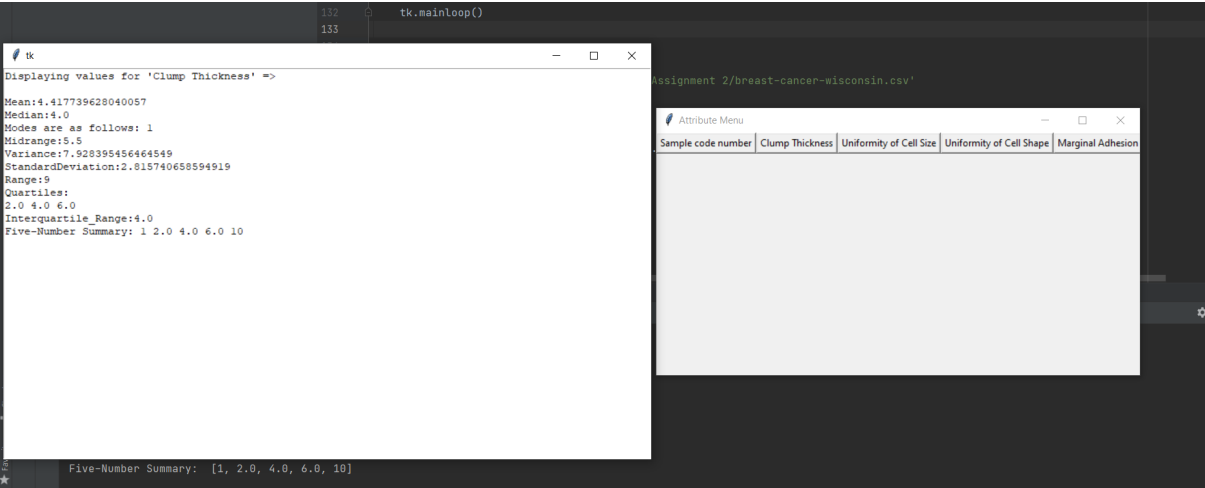 132 tk.mainloop()
133
tk
Displaying values for 'Clump Thickness' =>
Mean:4.417739628040057
Median:4.0
Modes are as follows: 1
Midrange:5.5
Variance:7.928395456464549
StandardDeviation:2.815740658594919
Range:9
Quartiles:
2.0 4.0 6.0
Interquartile_Range:4.0
Five-Number Summary: 1 2.0 4.0 6.0 10
Assignment 2/breast-cancer-wisconsin.csv'
Attribute Menu
Sample code number Clump Thickness Uniformity of Cell Size Uniformity of Cell Shape Marginal Adhesion
Fav
Five-Number Summary:  [1, 2.0, 4.0, 6.0, 10]